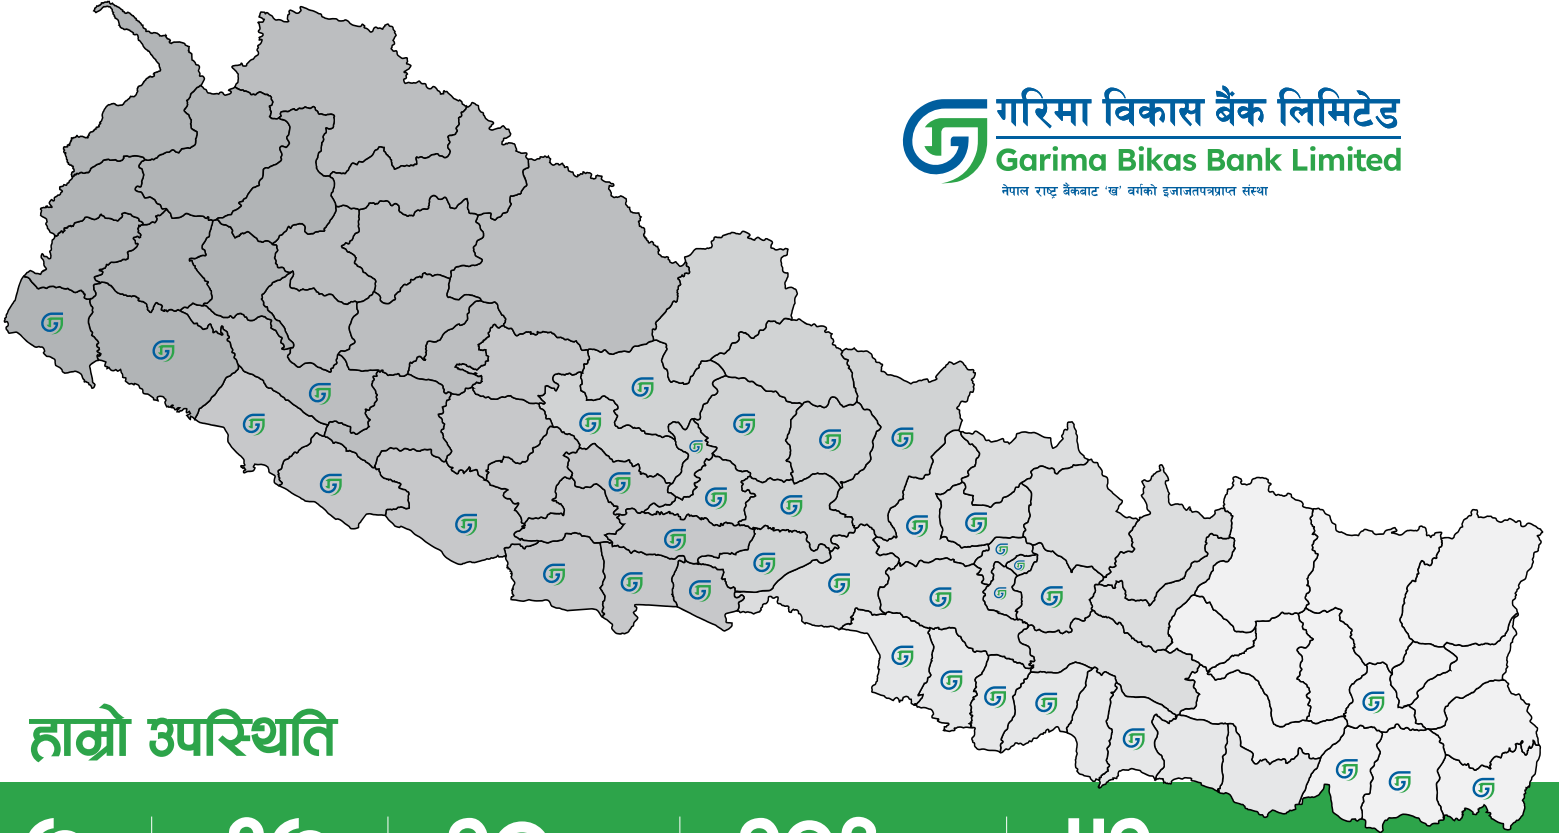 गरिमा विकास बैंक लिमिटेड
Garima Bikas Bank Limited
नेपाल राष्ट्र बैंकबाट ‘ख’ वर्गको इजाजतपत्रप्राप्त संस्था
हाम्रो उपस्थिति